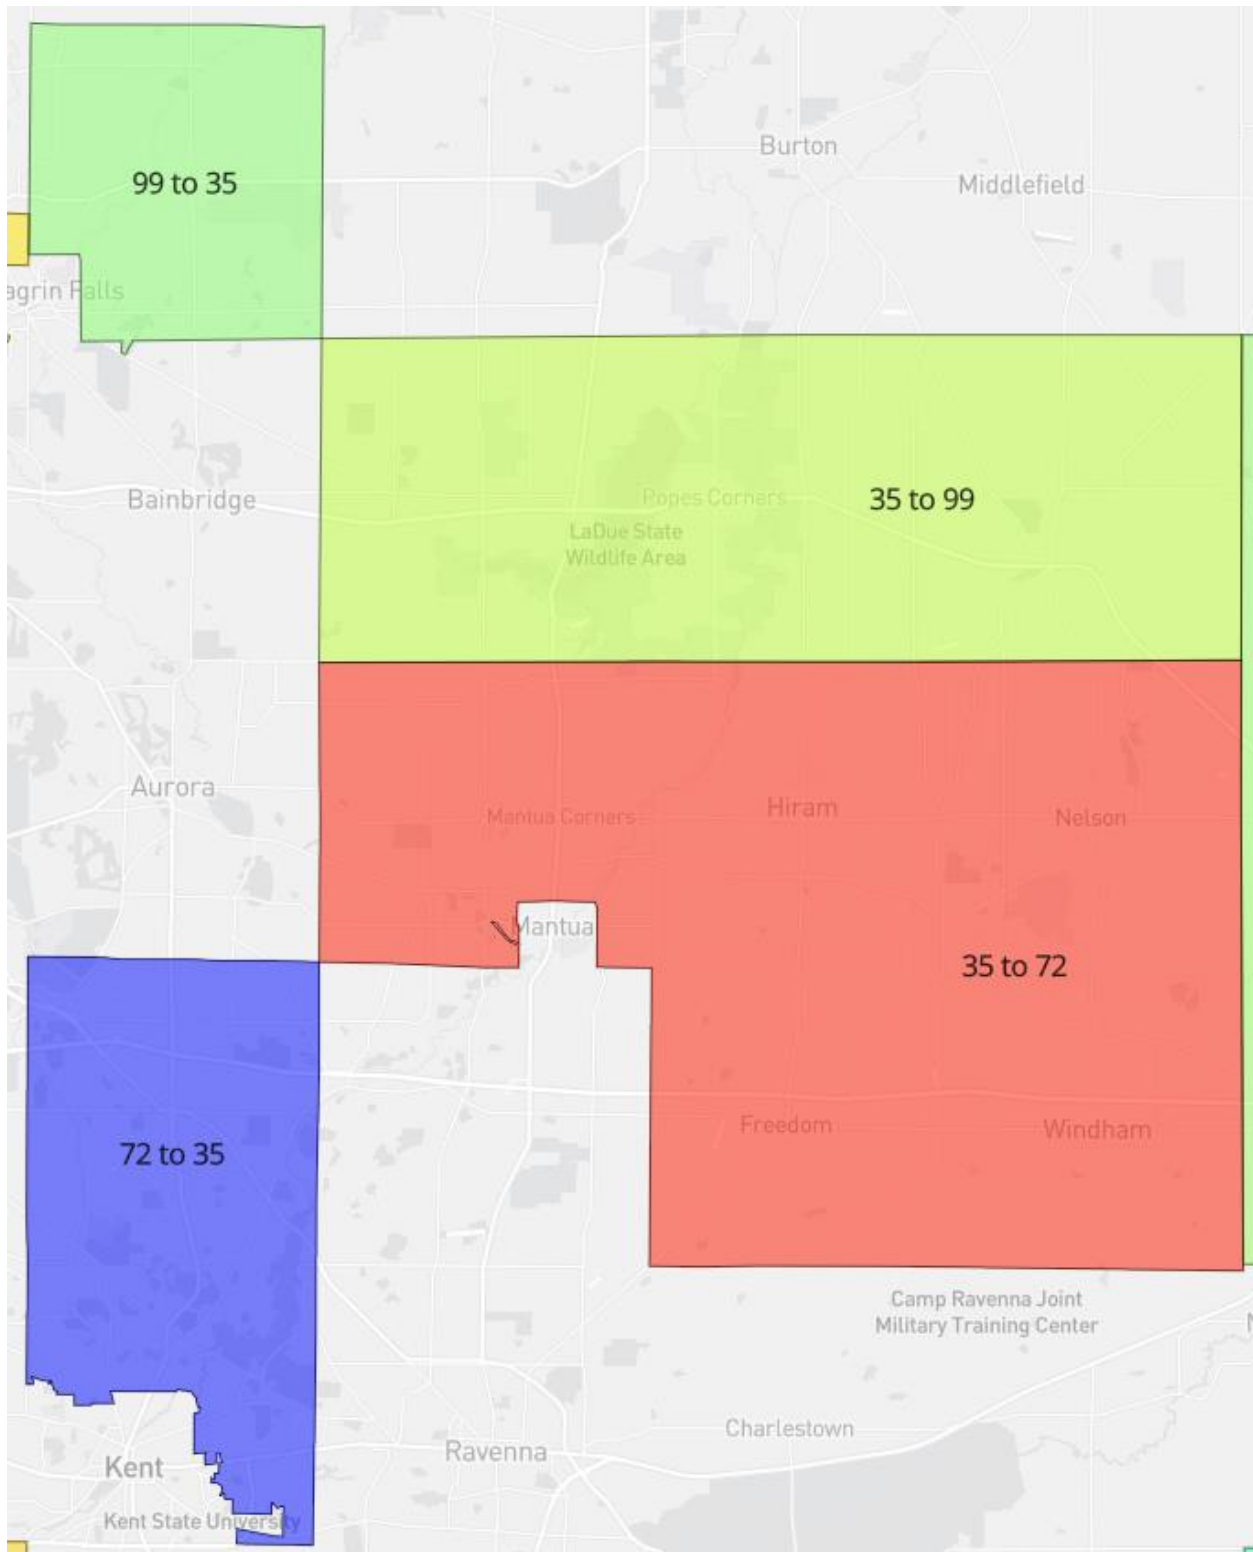 Burton
99 to 35
Middlefield
agrin Falls
Bainbridge
Popes Corners
35 to 99
LaDue State
Wildlife Area
Aurora
Mantua Corners
Hiram
Nelson
Mantua
35 to 72
Freedom
Windham
72 to 35
Camp Ravenna Joint
Military Training Center
N
Charlestown
Ravenna
Kent
Kent State University